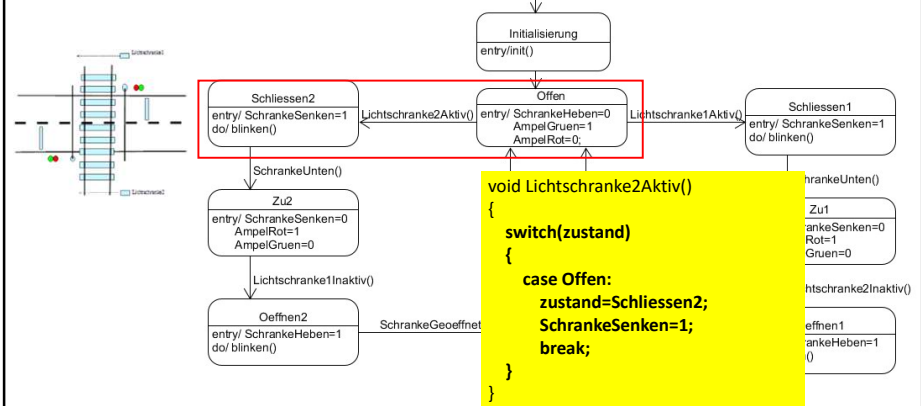 Initialisierung
entry/init()
Lichtschranke1
Schliessen2
entry/ SchrankeSenken=1
do/ blinken()
Lichtschranke2Aktiv()
Offen
entry/ SchrankeHeben=0
AmpelGruen=1
AmpelRot=0;
Lichtschranke1Aktiv()
Schliessen1
entry/ SchrankeSenken=1
do/ blinken()
SchrankeUnten()
hrankeUnten()
Zu2
entry/ SchrankeSenken=0
AmpelRot=1
AmpelGruen=0
Zu1
rankeSenken=0
Rot=1
Gruen=0
Lichtschranke2
Lichtschranke1Inaktiv()
htschranke2Inaktiv()
Oeffnen2
entry/ SchrankeHeben=1
do/ blinken()
SchrankeGeoeffnet
effnen1
rankeHeben=1
()
void Lichtschranke2Aktiv()
{
switch(zustand)
{
case Offen:
zustand=Schliessen2;
SchrankeSenken=1;
break;
}
}